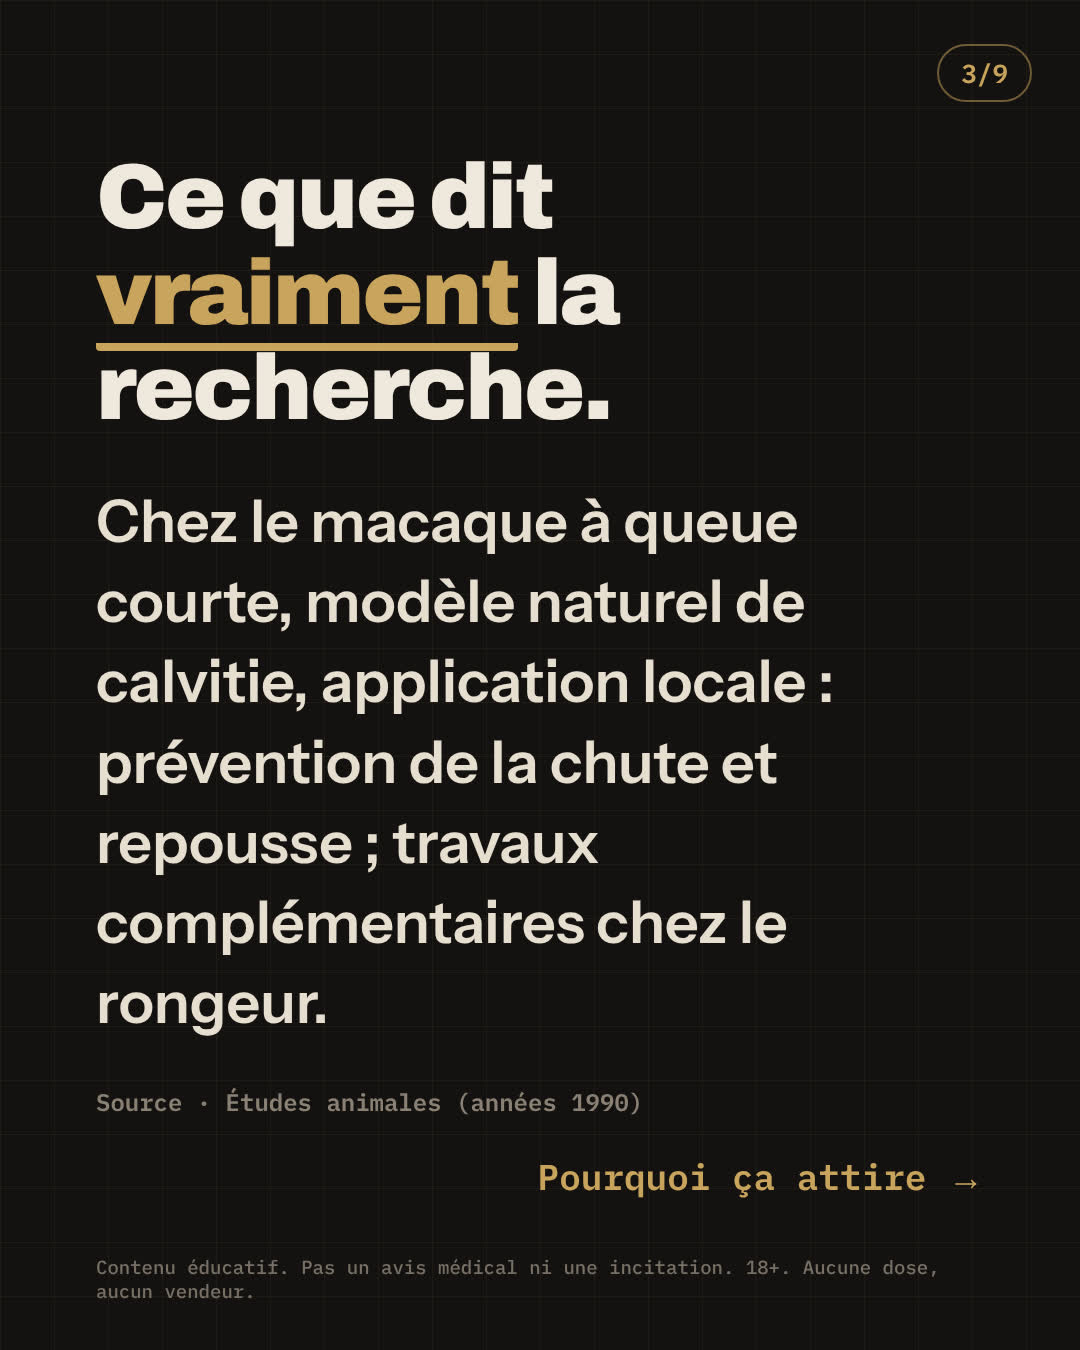 3/9
Ce que dit
vraiment la
recherche.
Chez le macaque à queue
courte, modèle naturel de
calvitie, application locale :
prévention de la chute et
repousse ; travaux
complémentaires chez le
rongeur.
Source · Études animales (années 1990)
Pourquoi ça attire →
Contenu éducatif. Pas un avis médical ni une incitation. 18+. Aucune dose,
aucun vendeur.